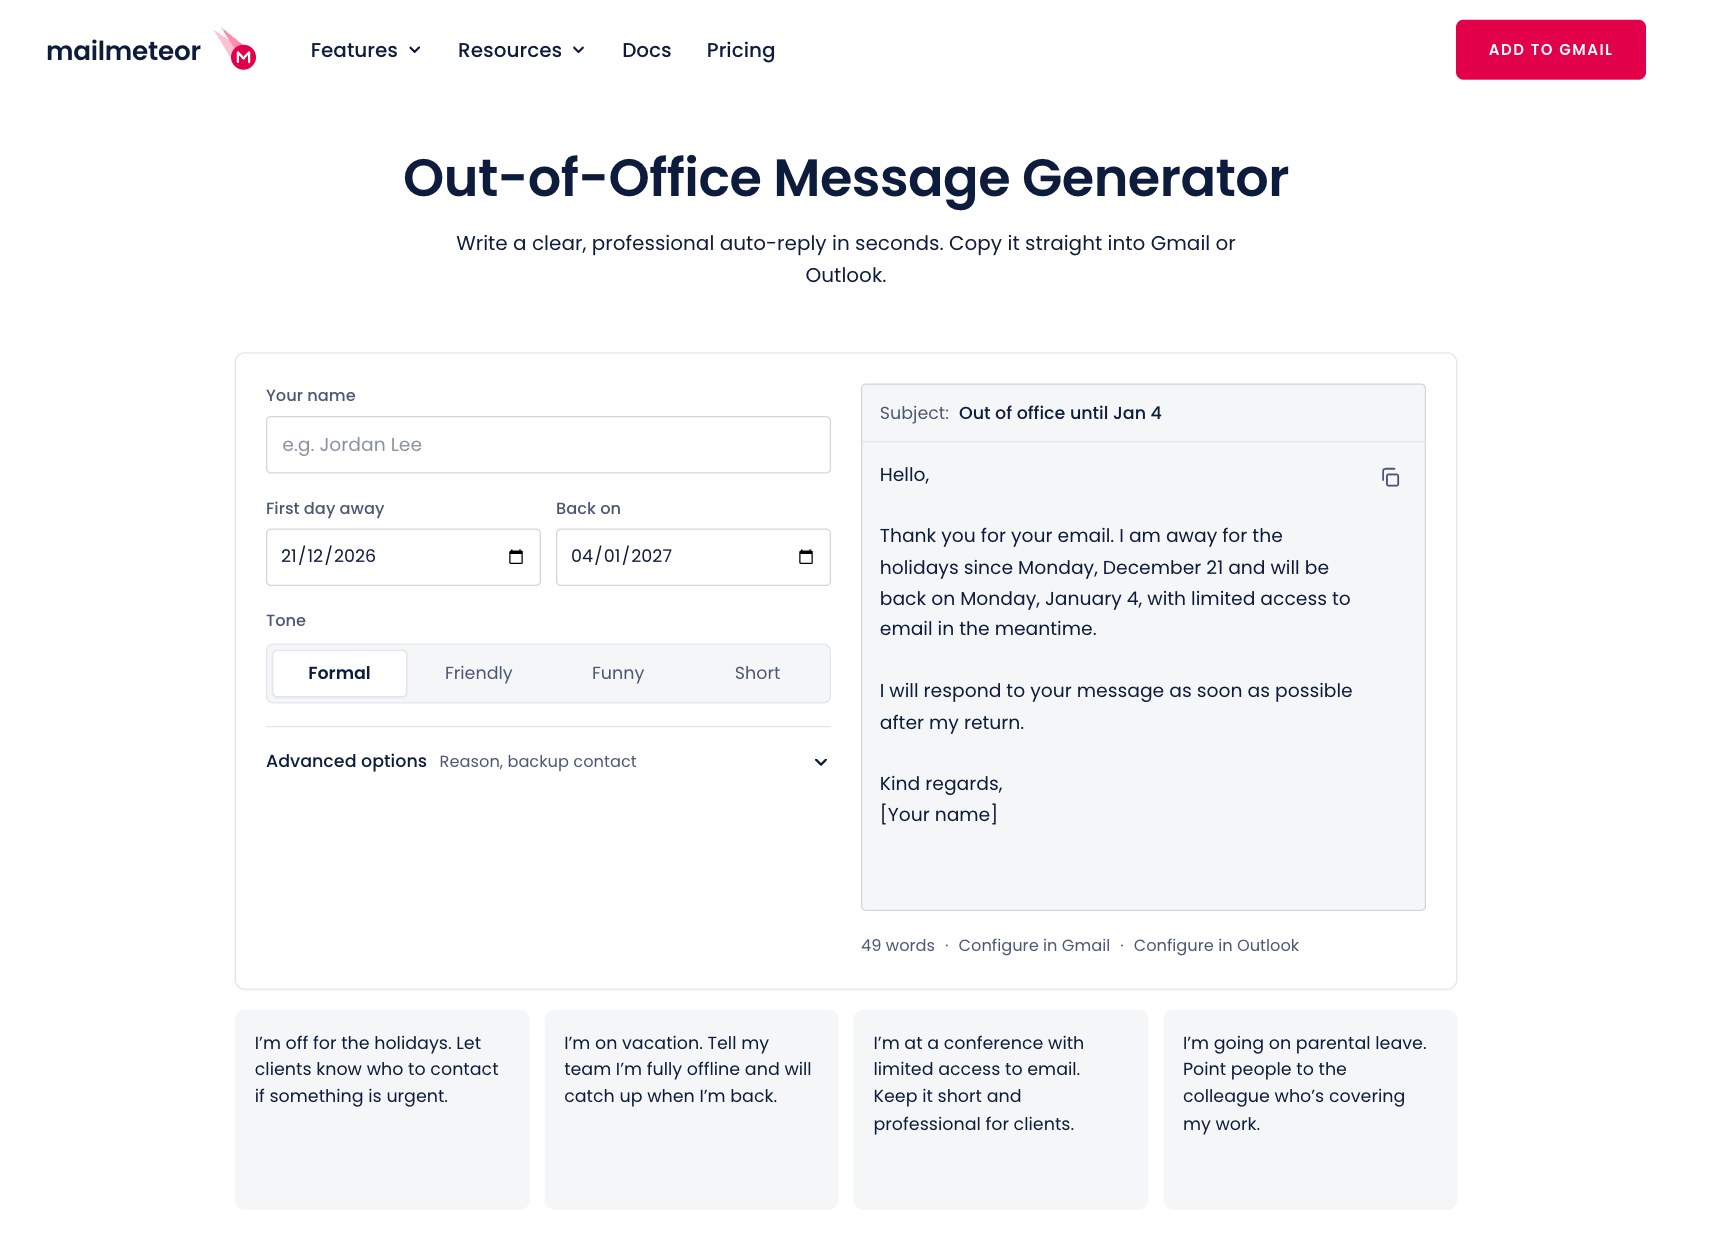 mailmeteor M Features Resources Docs Pricing ADD TO GMAIL
Out-of-Office Message Generator
Write a clear, professional auto-reply in seconds. Copy it straight into Gmail or
Outlook.
Your name
e.g. Jordan Lee
First day away Back on
21/12/2026 04/01/2027
Tone
Formal Friendly Funny Short
Advanced options Reason, backup contact
Subject: Out of office until Jan 4
Hello,
Thank you for your email. I am away for the
holidays since Monday, December 21 and will be
back on Monday, January 4, with limited access to
email in the meantime.
I will respond to your message as soon as possible
after my return.
Kind regards,
[Your name]
49 words · Configure in Gmail · Configure in Outlook
I’m off for the holidays. Let
clients know who to contact
if something is urgent.
I’m on vacation. Tell my
team I’m fully offline and will
catch up when I’m back.
I’m at a conference with
limited access to email.
Keep it short and
professional for clients.
I’m going on parental leave.
Point people to the
colleague who’s covering
my work.